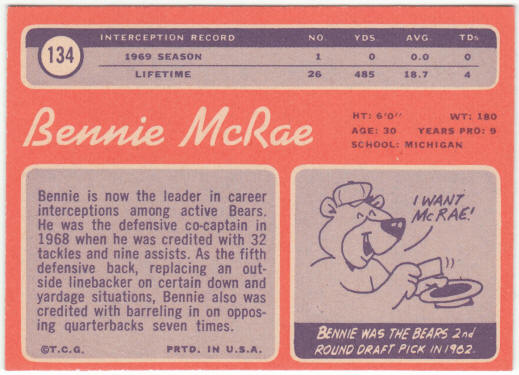 134
INTERCEPTION RECORD NO. YDS. AVG. TDs
1969 SEASON 1 0 0.0 0
LIFETIME 26 485 18.7 4
Bennie McRae
HT: 6'0" WT: 180
AGE: 30 YEARS PRO: 9
SCHOOL: MICHIGAN
Bennie is now the leader in career
interceptions among active Bears.
He was the defensive co-captain in
1968 when he was credited with 32
tackles and nine assists. As the fifth
defensive back, replacing an out-
side linebacker on certain down and
yardage situations, Bennie also was
credited with barreling in on oppos-
ing quarterbacks seven times.
©T.C.G. PRTD. IN U.S.A.
I WANT
McRAE!
BENNIE WAS THE BEARS 2nd
ROUND DRAFT PICK IN 1962.